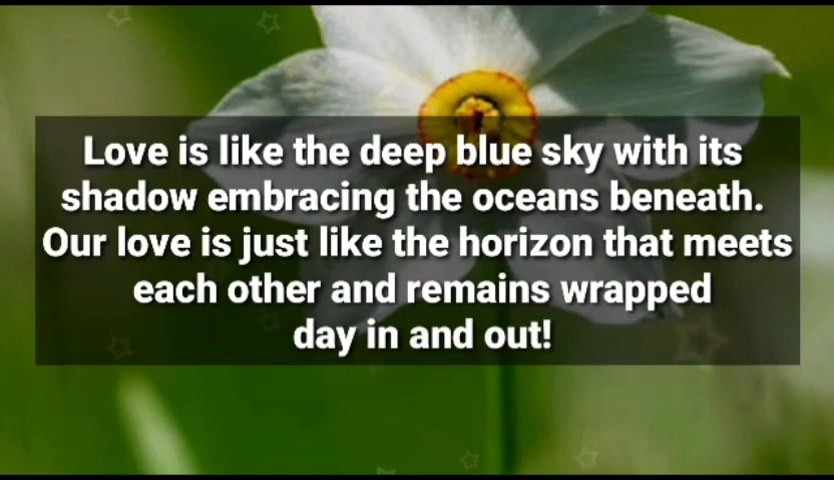 Love is like the deep blue sky with its
shadow embracing the oceans beneath.
Our love is just like the horizon that meets
each other and remains wrapped
day in and out!